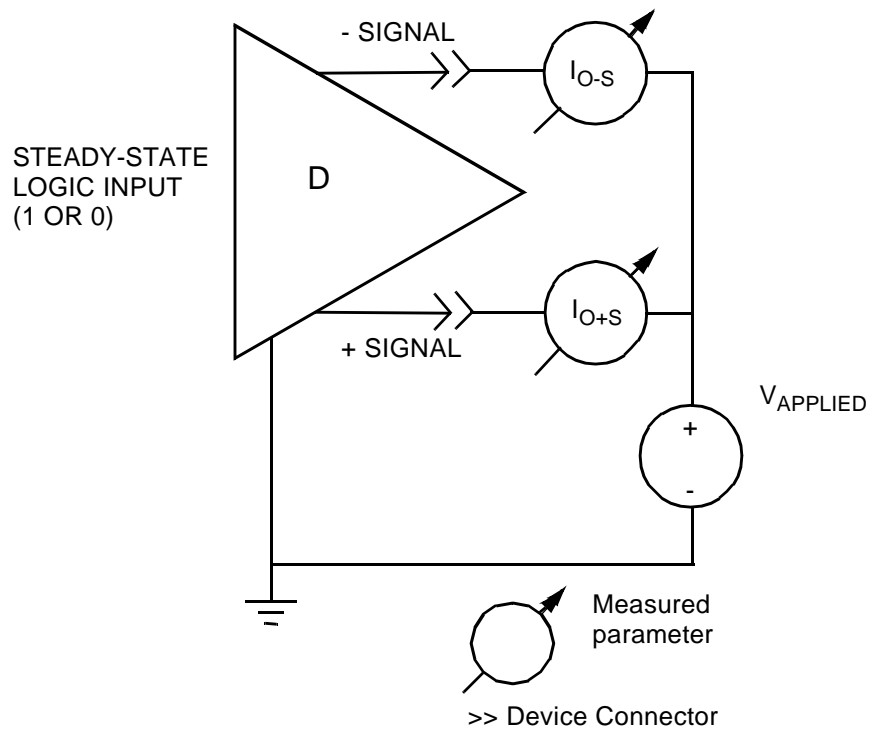 - SIGNAL
I_O-S
STEADY-STATE
LOGIC INPUT
(1 OR 0)
D
I_O+S
+ SIGNAL
V_APPLIED
+
-
Measured
parameter
>> Device Connector